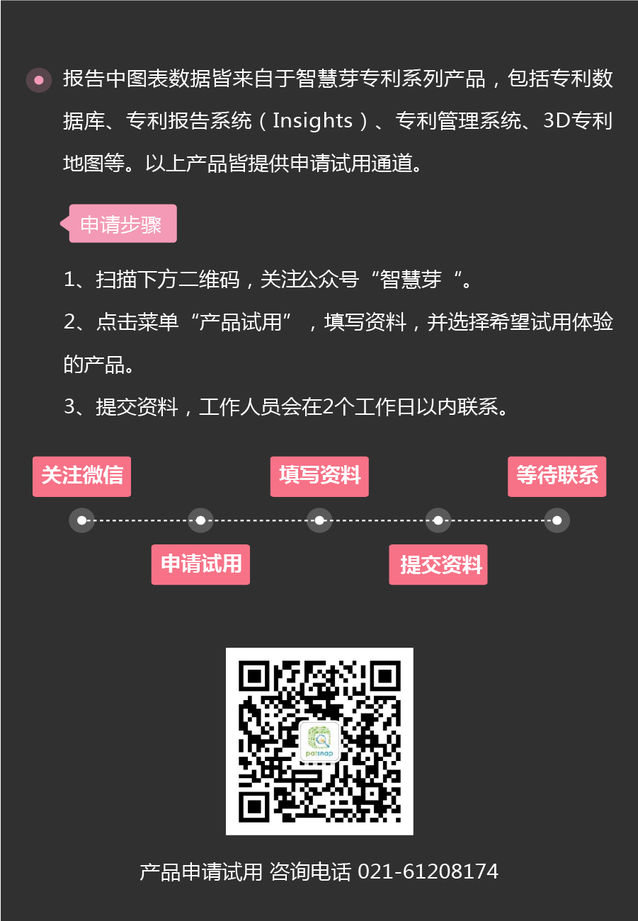 报告中图表数据皆来自于智慧芽专利系列产品，包括专利数
据库、专利报告系统（Insights）、专利管理系统、3D专利
地图等。以上产品皆提供申请试用通道。
申请步骤
1、扫描下方二维码，关注公众号“智慧芽“。
2、点击菜单“产品试用”，填写资料，并选择希望试用体验
的产品。
3、提交资料，工作人员会在2个工作日以内联系。
关注微信
填写资料
等待联系
申请试用
提交资料
patsnap
产品申请试用 咨询电话 021-61208174